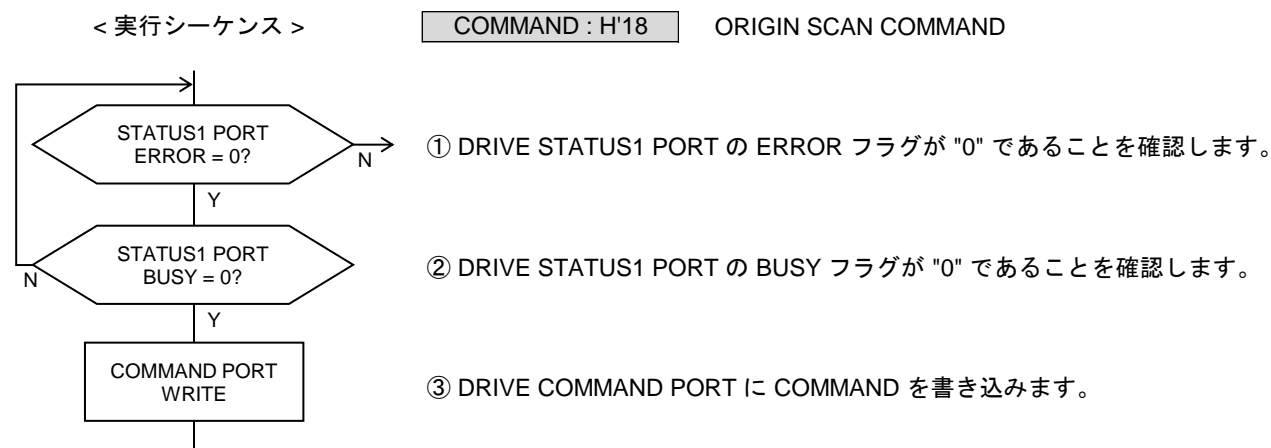 < 実行シーケンス >
COMMAND : H'18
ORIGIN SCAN COMMAND
STATUS1 PORT
ERROR = 0?
N
① DRIVE STATUS1 PORT の ERROR フラグが "0" であることを確認します。
Y
STATUS1 PORT
BUSY = 0?
N
② DRIVE STATUS1 PORT の BUSY フラグが "0" であることを確認します。
Y
COMMAND PORT
WRITE
③ DRIVE COMMAND PORT に COMMAND を書き込みます。